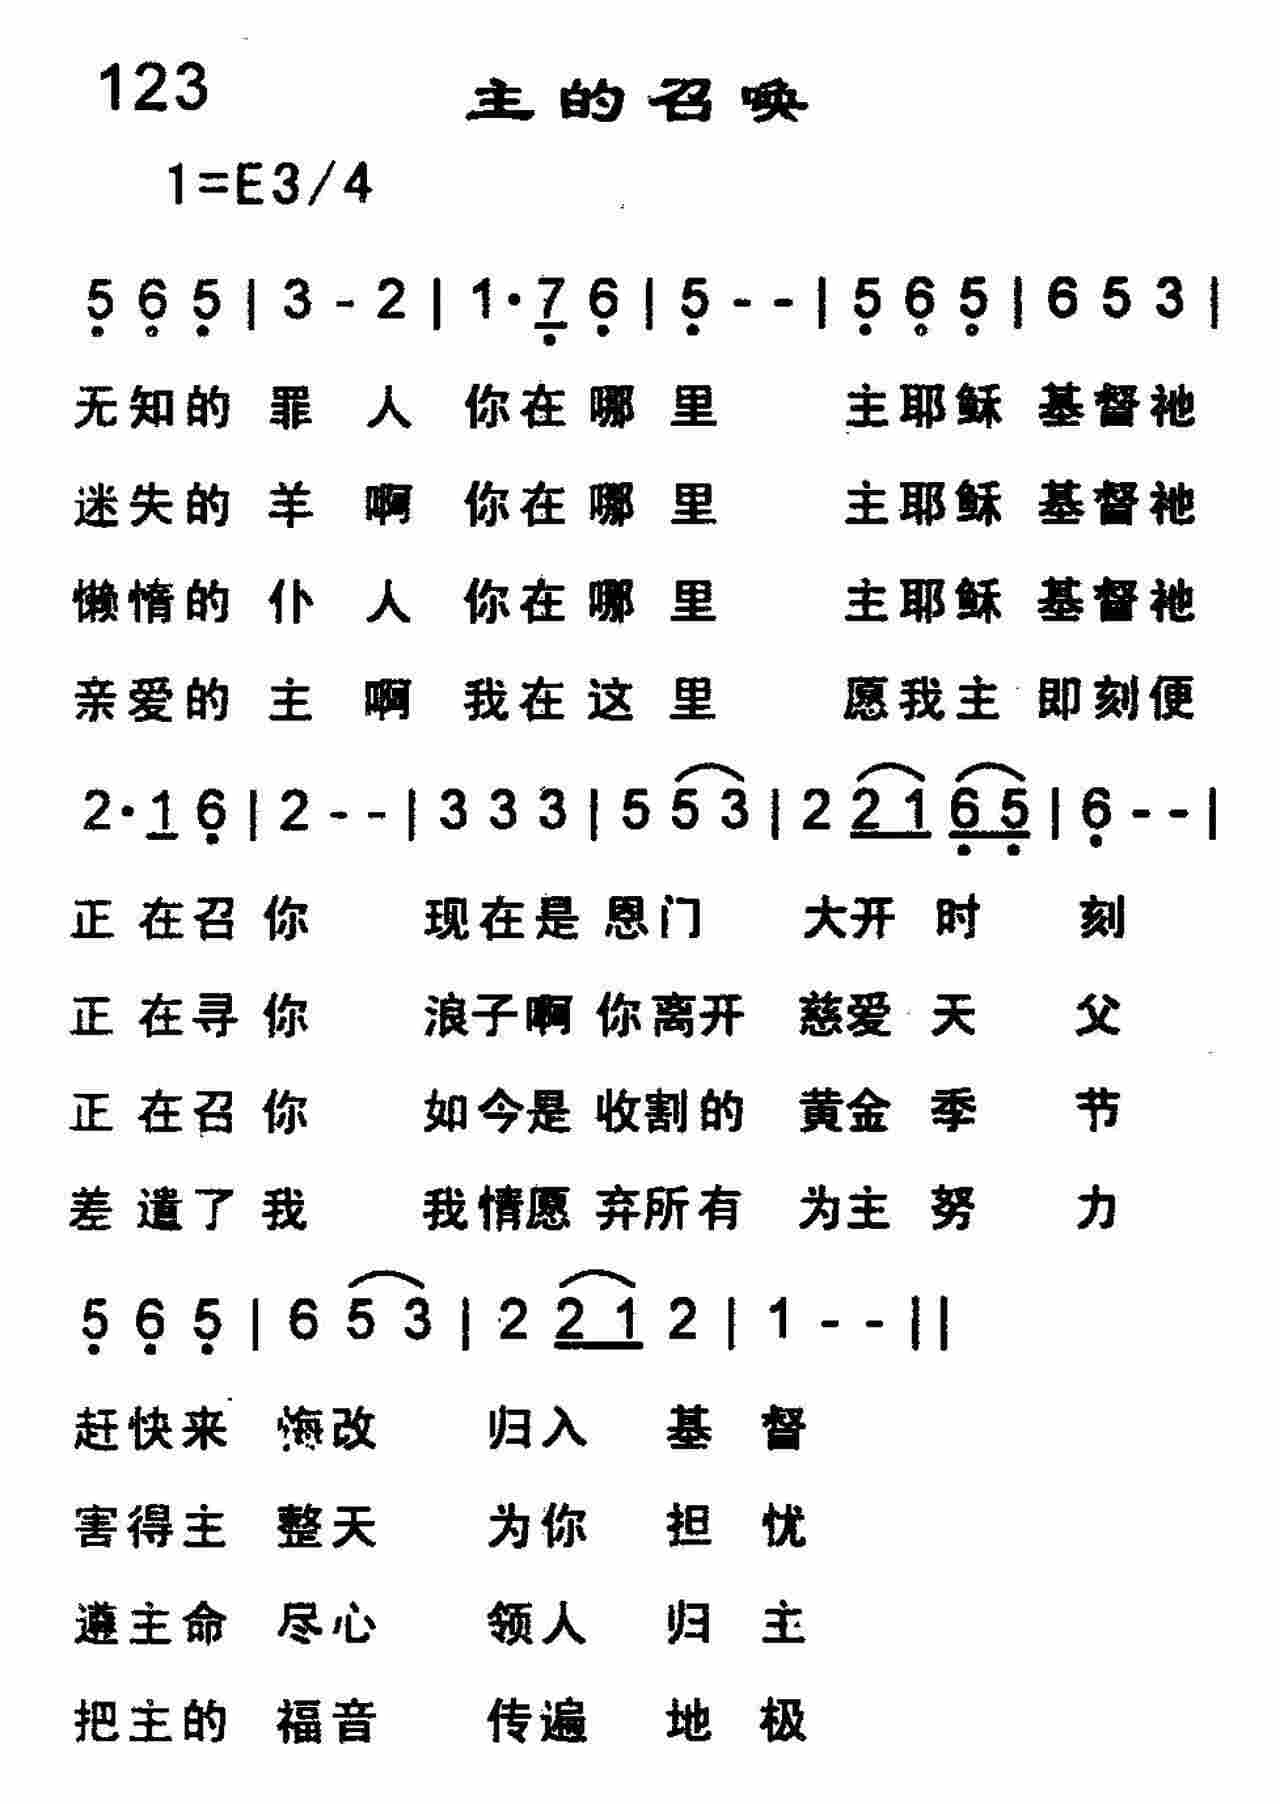 123
主的召唤
1=E3/4
5 6 5 | 3 - 2 | 1· 7 6 | 5 - - | 5 6 5 | 6 5 3 |
无知的 罪 人 你在哪 里 主耶稣 基督祂
迷失的 羊 啊 你在哪 里 主耶稣 基督祂
懒惰的 仆 人 你在哪 里 主耶稣 基督祂
亲爱的 主 啊 我在这 里 愿我主 即刻便
2· 1 6 | 2 - - | 3 3 3 | 5 5 3 | 2 2 1 6 5 | 6 - - |
正 在召 你 现在是 恩门 大开 时 刻
正 在寻 你 浪子啊 你离开 慈爱 天 父
正 在召 你 如今是 收割的 黄金 季 节
差 遣了 我 我情愿 弃所有 为主 努 力
5 6 5 | 6 5 3 | 2 2 1 2 | 1 - - ||
赶快来 悔改 归入 基 督
害得主 整天 为你 担 忧
遵主命 尽心 领人 归 主
把主的 福音 传遍 地 极